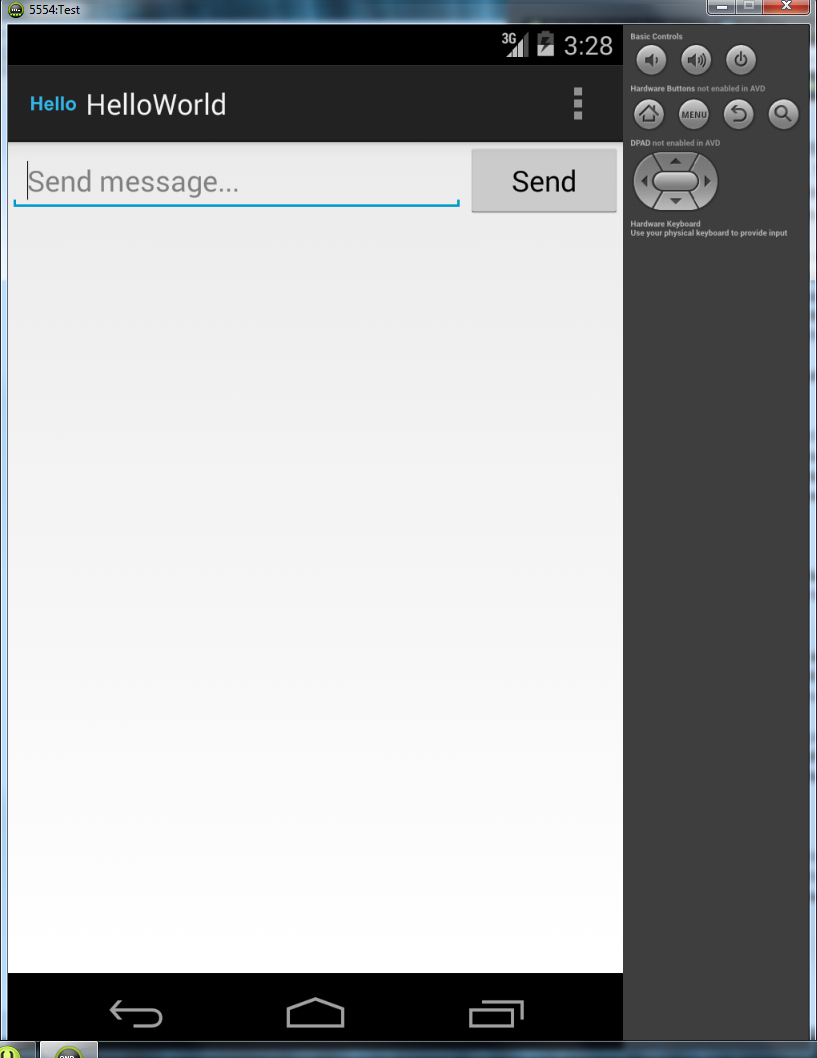 5554:Test
3G 3:28
Hello HelloWorld
Send message...
Send
Basic Controls
Hardware Buttons not enabled in AVD
MENU
DPAD not enabled in AVD
Hardware Keyboard
Use your physical keyboard to provide input